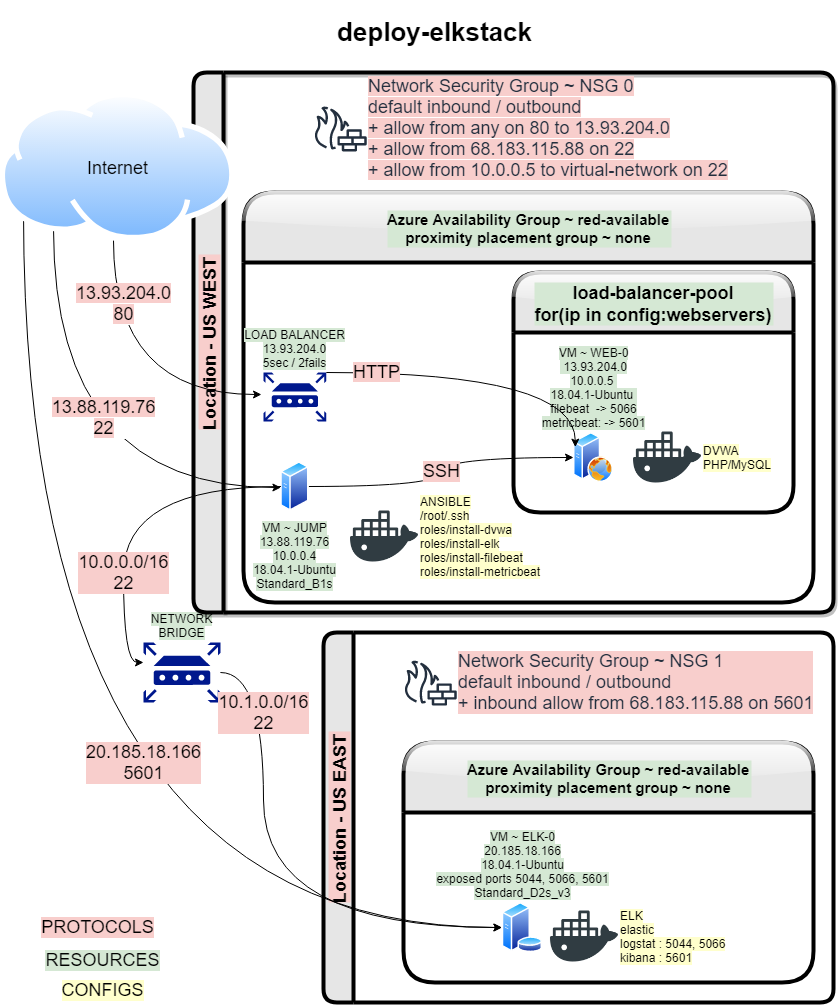 deploy-elkstack
Network Security Group ~ NSG 0
default inbound / outbound
+ allow from any on 80 to 13.93.204.0
+ allow from 68.183.115.88 on 22
+ allow from 10.0.0.5 to virtual-network on 22
Internet
Location - US WEST
Azure Availability Group ~ red-available
proximity placement group ~ none
load-balancer-pool
for(ip in config:webservers)
13.93.204.0
80
LOAD BALANCER
13.93.204.0
5sec / 2fails
HTTP
VM ~ WEB-0
13.93.204.0
10.0.0.5
18.04.1-Ubuntu
filebeat -> 5066
metricbeat: -> 5601
13.88.119.76
22
DVWA
PHP/MySQL
SSH
VM ~ JUMP
13.88.119.76
10.0.0.4
18.04.1-Ubuntu
Standard_B1s
ANSIBLE
/root/.ssh
roles/install-dvwa
roles/install-elk
roles/install-filebeat
roles/install-metricbeat
10.0.0.0/16
22
NETWORK
BRIDGE
10.1.0.0/16
22
20.185.18.166
5601
Location - US EAST
Network Security Group ~ NSG 1
default inbound / outbound
+ inbound allow from 68.183.115.88 on 5601
Azure Availability Group ~ red-available
proximity placement group ~ none
VM ~ ELK-0
20.185.18.166
18.04.1-Ubuntu
exposed ports 5044, 5066, 5601
Standard_D2s_v3
ELK
elastic
logstat : 5044, 5066
kibana : 5601
PROTOCOLS
RESOURCES
CONFIGS